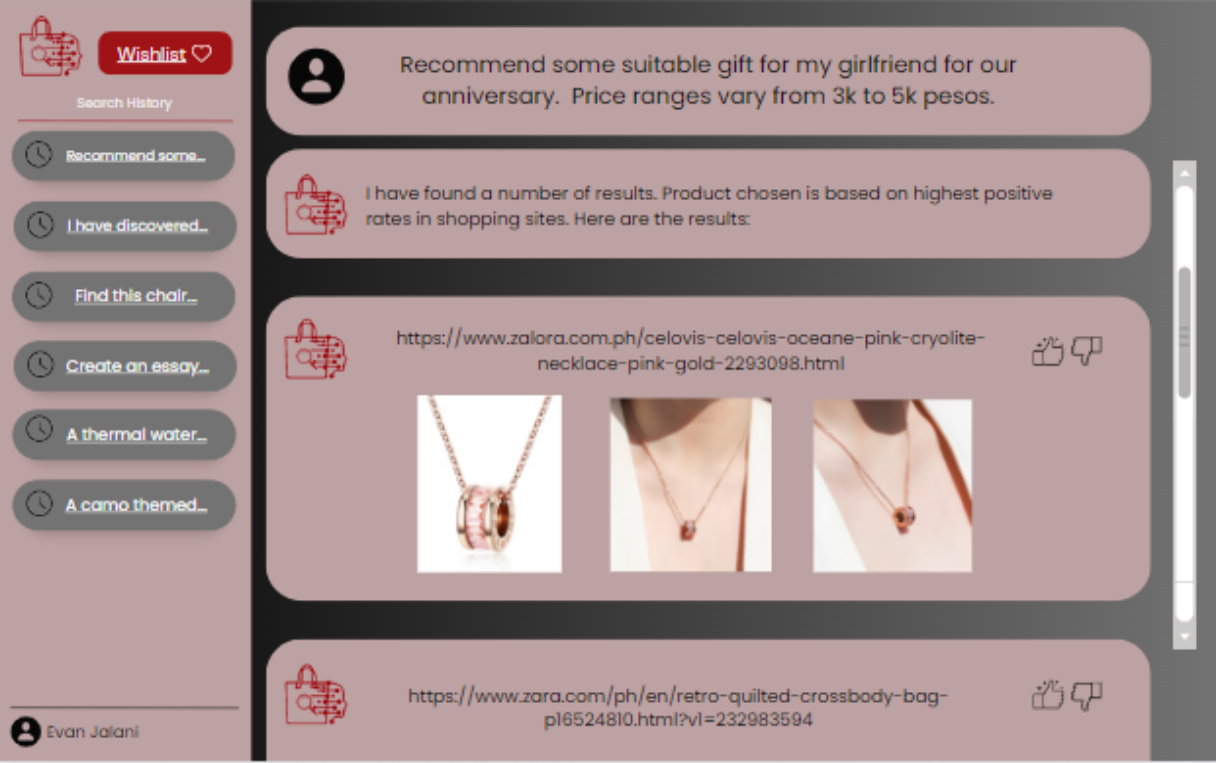 Wishlist
Search History
Recommend some...
I have discovered...
Find this chair...
Create an essay...
A thermal water...
A camo themed...
Evan Jalani
Recommend some suitable gift for my girlfriend for our
anniversary.  Price ranges vary from 3k to 5k pesos.
I have found a number of results. Product chosen is based on highest positive
rates in shopping sites. Here are the results:
https://www.zalora.com.ph/celovis-celovis-oceane-pink-cryolite-
necklace-pink-gold-2293098.html
https://www.zara.com/ph/en/retro-quilted-crossbody-bag-
p16524810.html?v1=232983594